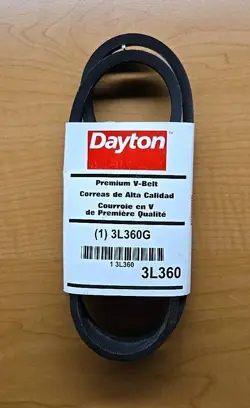 Dayton
Premium V-Belt
Correas de Alta Calidad
Courroie en V
de Première Qualité
(1) 3L360G
1 3L360
3L360